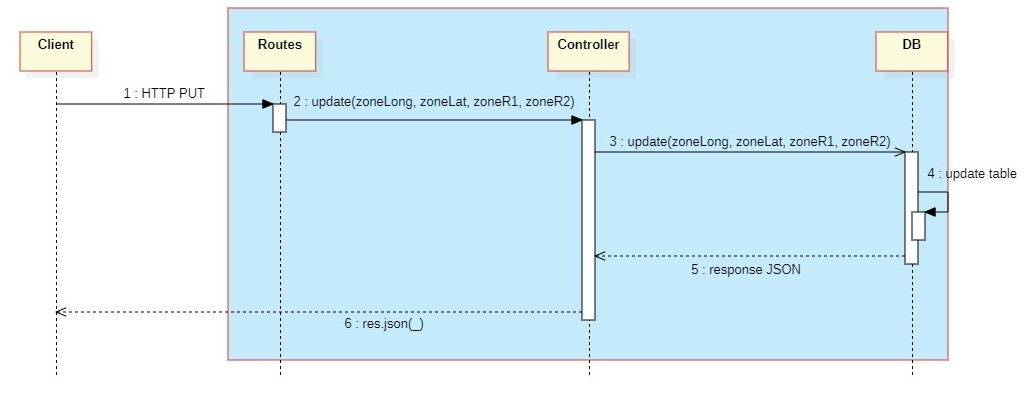 Client
Routes
Controller
DB
1 : HTTP PUT
2 : update(zoneLong, zoneLat, zoneR1, zoneR2)
3 : update(zoneLong, zoneLat, zoneR1, zoneR2)
4 : update table
5 : response JSON
6 : res.json(_)